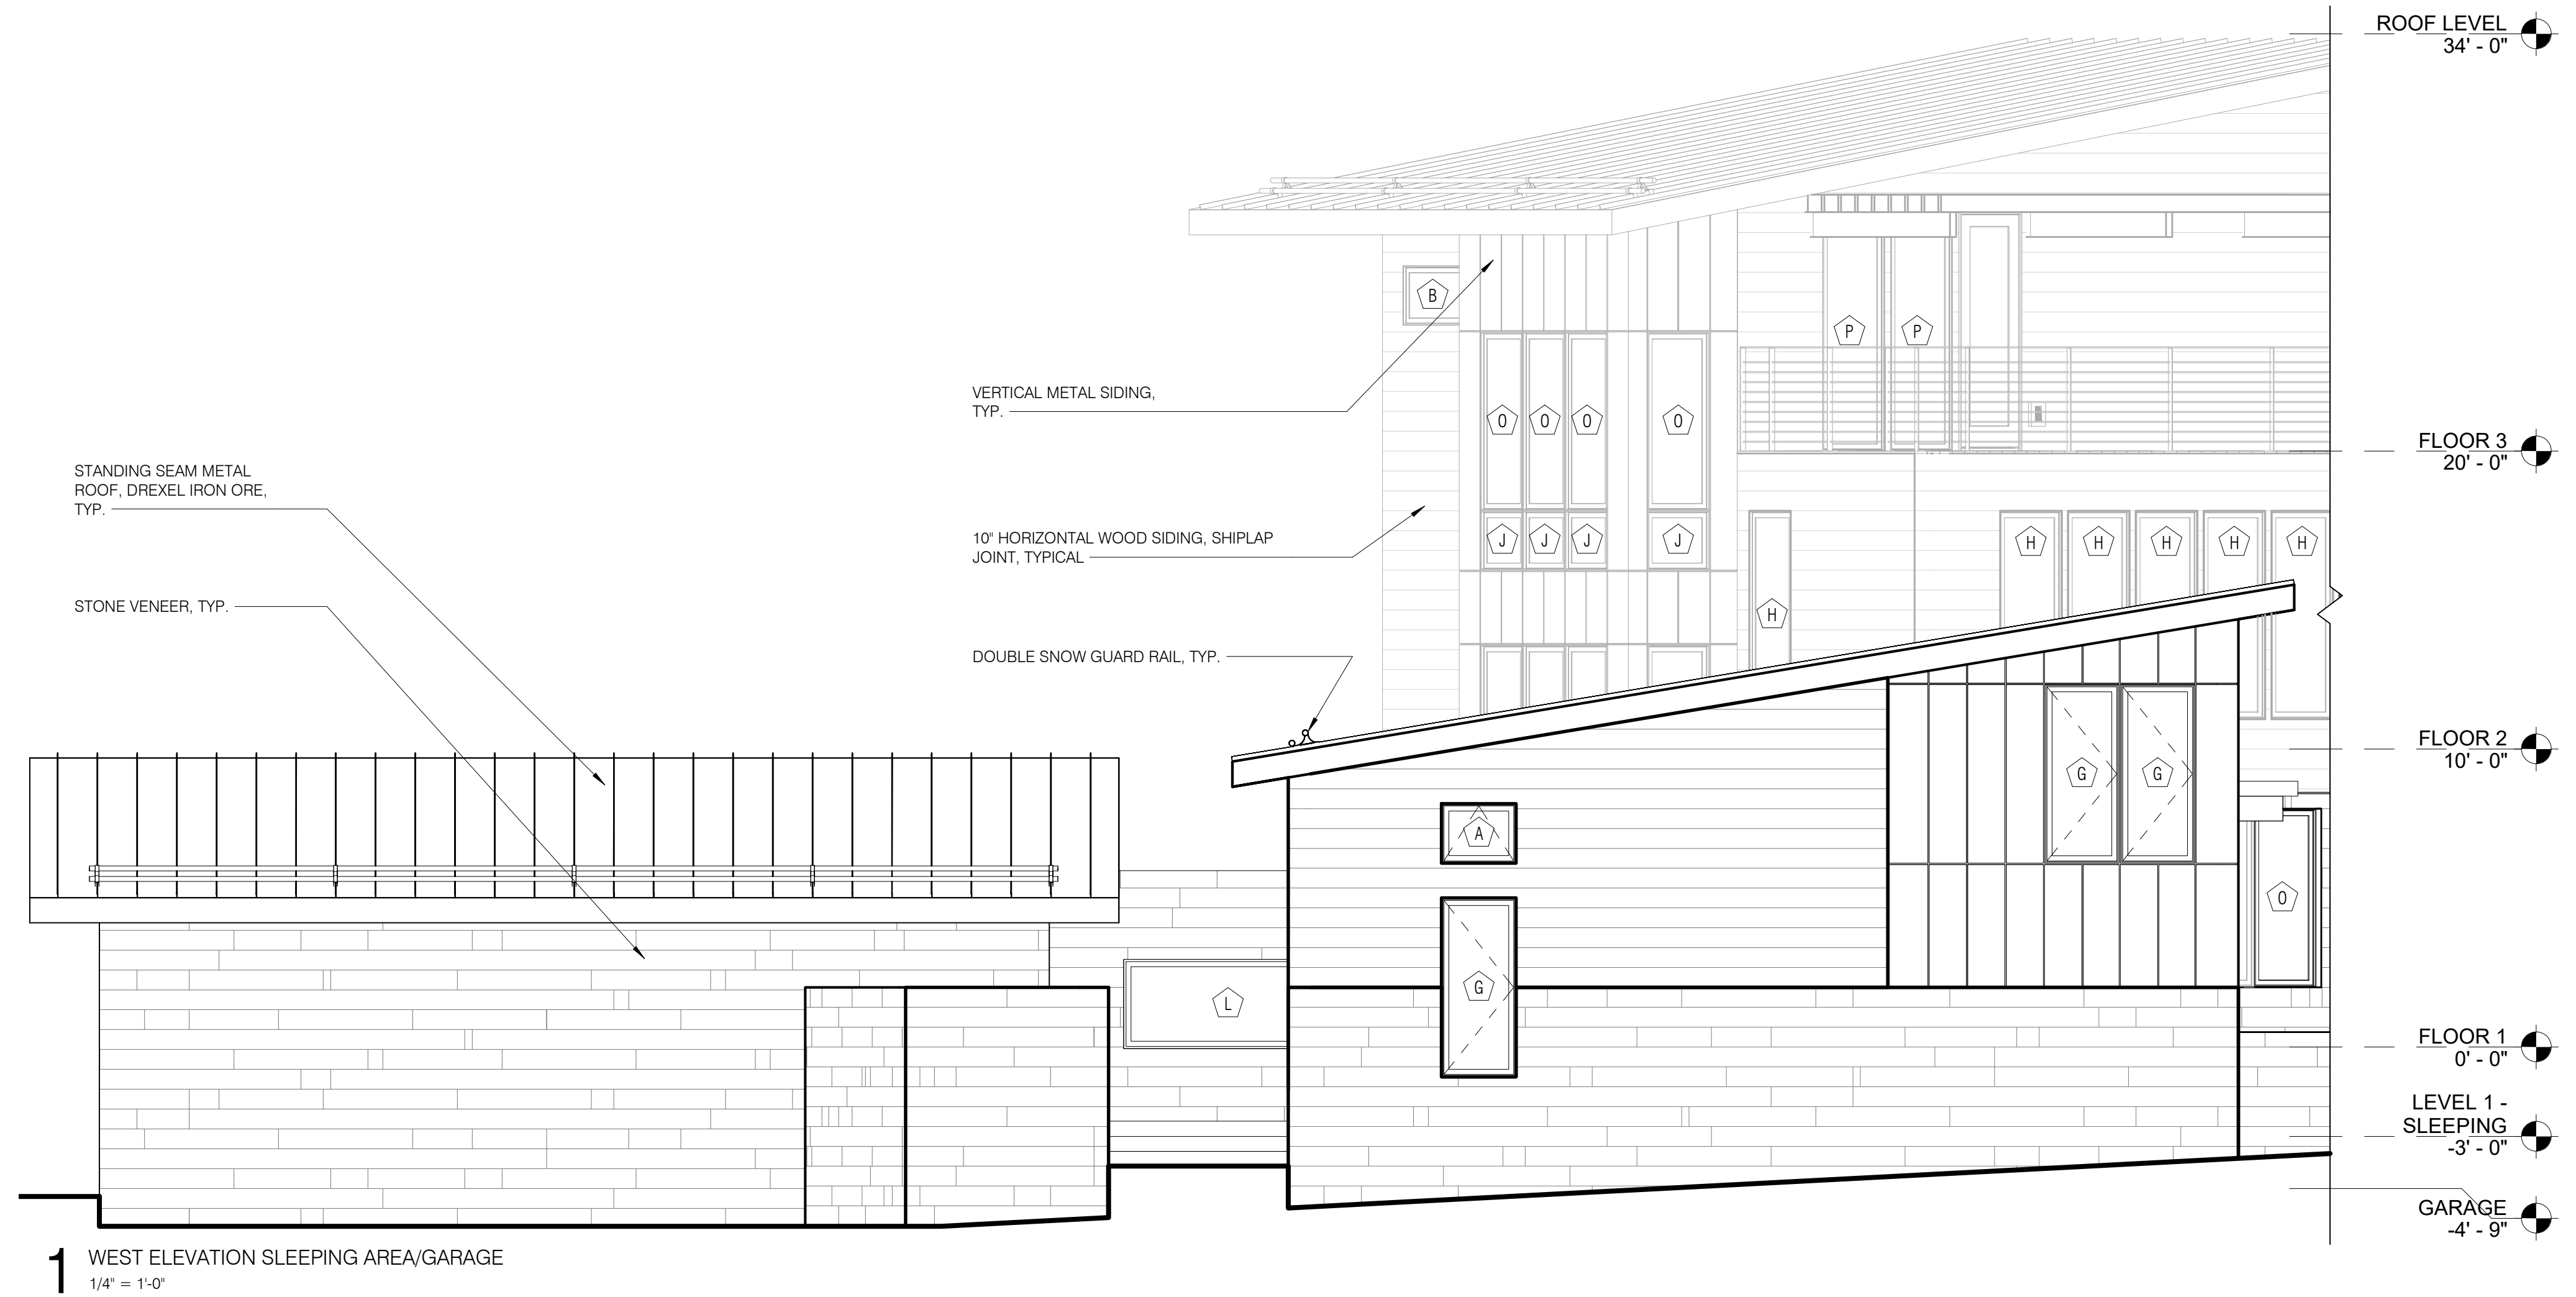 ROOF LEVEL
34' - 0"
B
P P
VERTICAL METAL SIDING,
TYP.
O O O O
FLOOR 3
20' - 0"
STANDING SEAM METAL
ROOF, DREXEL IRON ORE,
TYP.
10" HORIZONTAL WOOD SIDING, SHIPLAP
JOINT, TYPICAL
J J J J
H H H H H
STONE VENEER, TYP.
H
DOUBLE SNOW GUARD RAIL, TYP.
FLOOR 2
10' - 0"
G G
A
O
G
L
FLOOR 1
0' - 0"
LEVEL 1 -
SLEEPING
-3' - 0"
GARAGE
-4' - 9"
1 WEST ELEVATION SLEEPING AREA/GARAGE
1/4" = 1'-0"